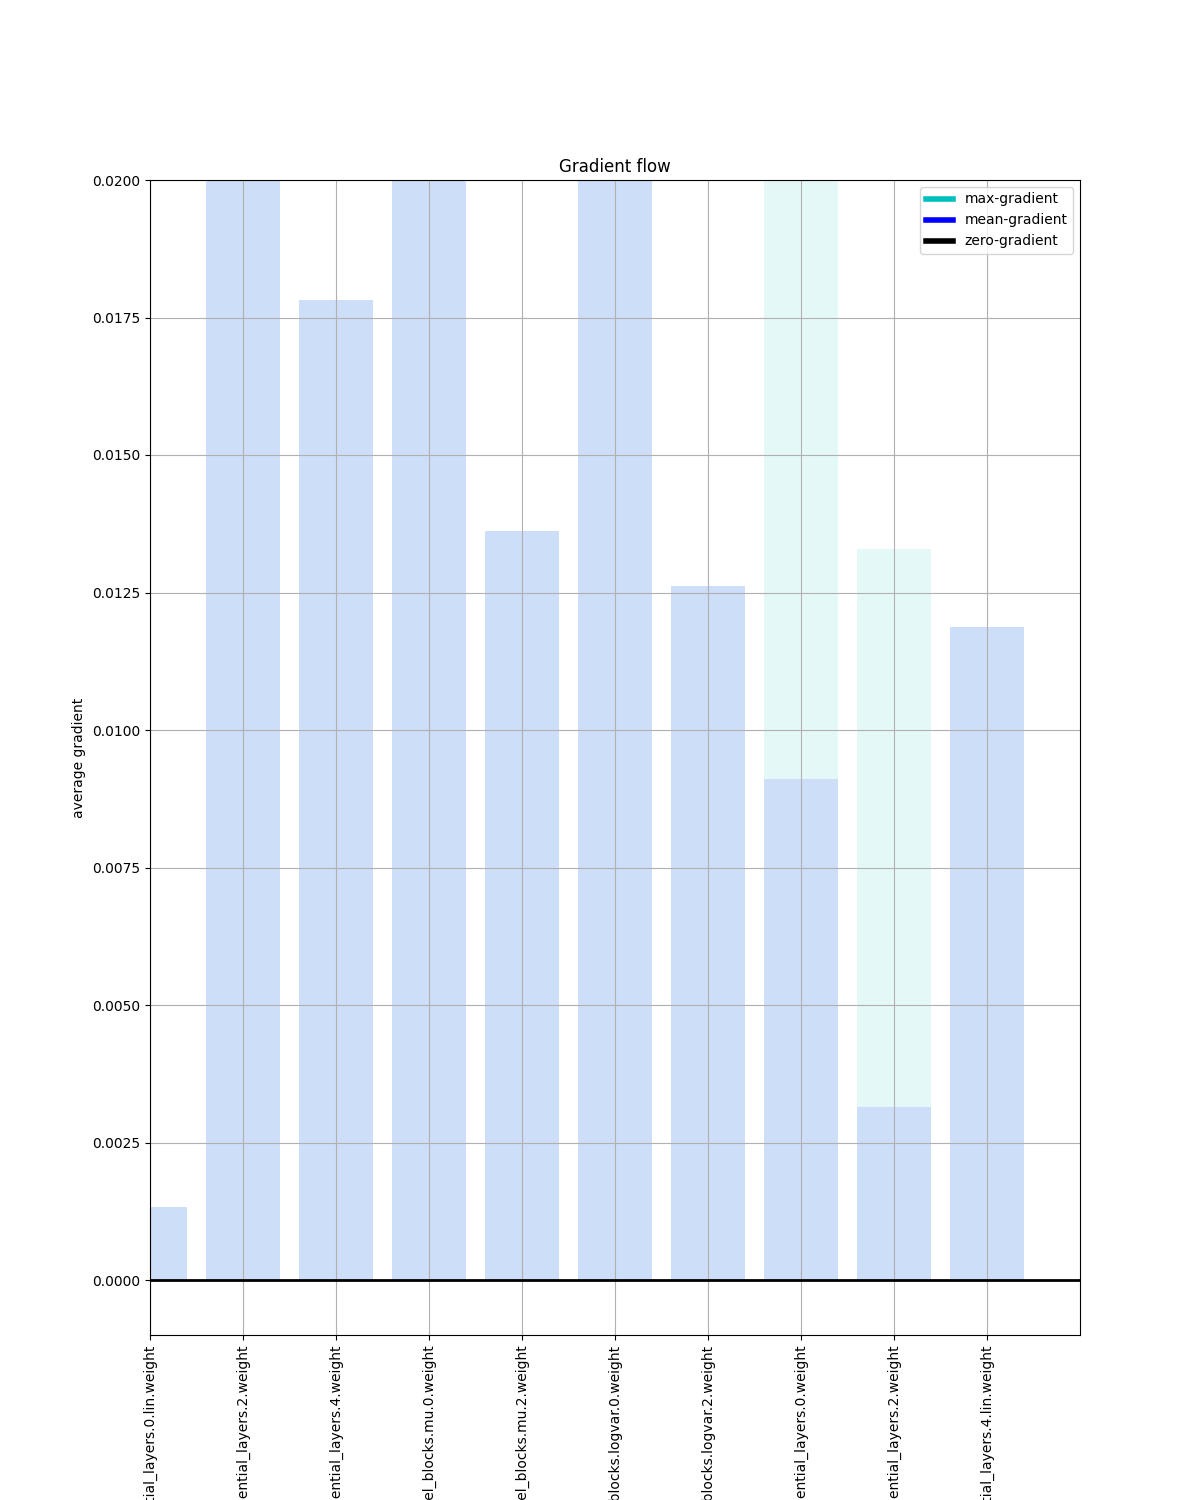 Gradient flow
max-gradient
mean-gradient
zero-gradient
0.0200
0.0175
0.0150
0.0125
0.0100
0.0075
0.0050
0.0025
0.0000
average gradient
tial_layers.0.lin.weight
ential_layers.2.weight
ential_layers.4.weight
el_blocks.mu.0.weight
el_blocks.mu.2.weight
blocks.logvar.0.weight
blocks.logvar.2.weight
ential_layers.0.weight
ential_layers.2.weight
tial_layers.4.lin.weight